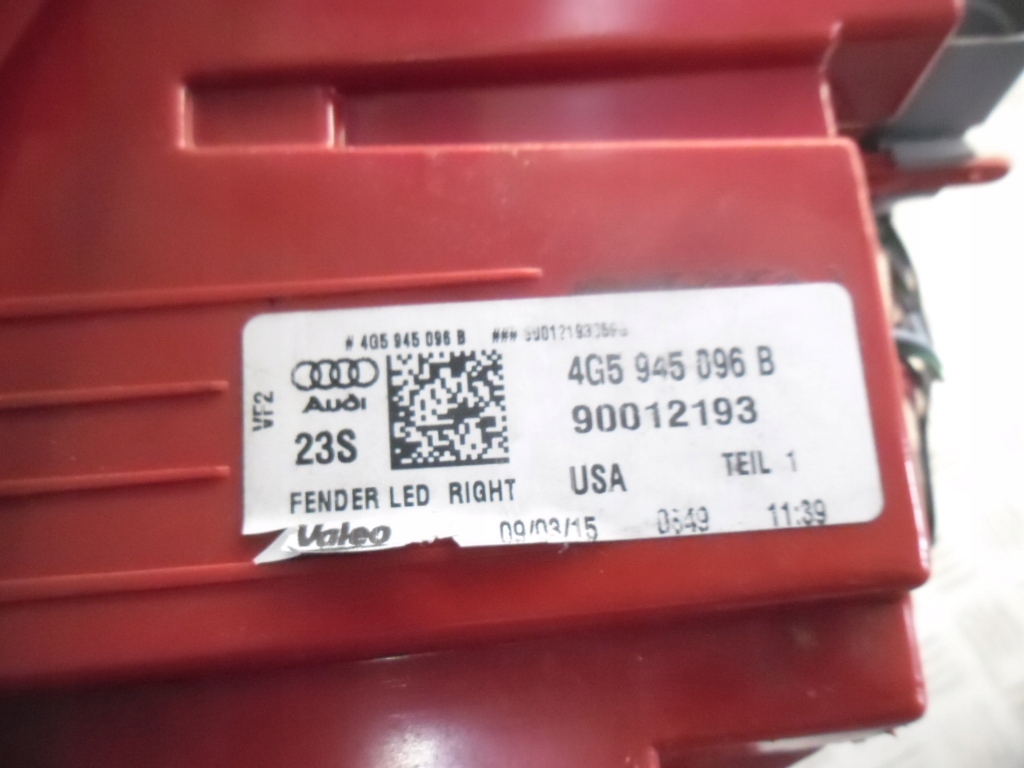 # 4G5 945 096 B ###
VF2
Audi
23S
4G5 945 096 B
90012193
USA TEIL 1
FENDER LED RIGHT
Valeo 09/03/15 0649 11:39